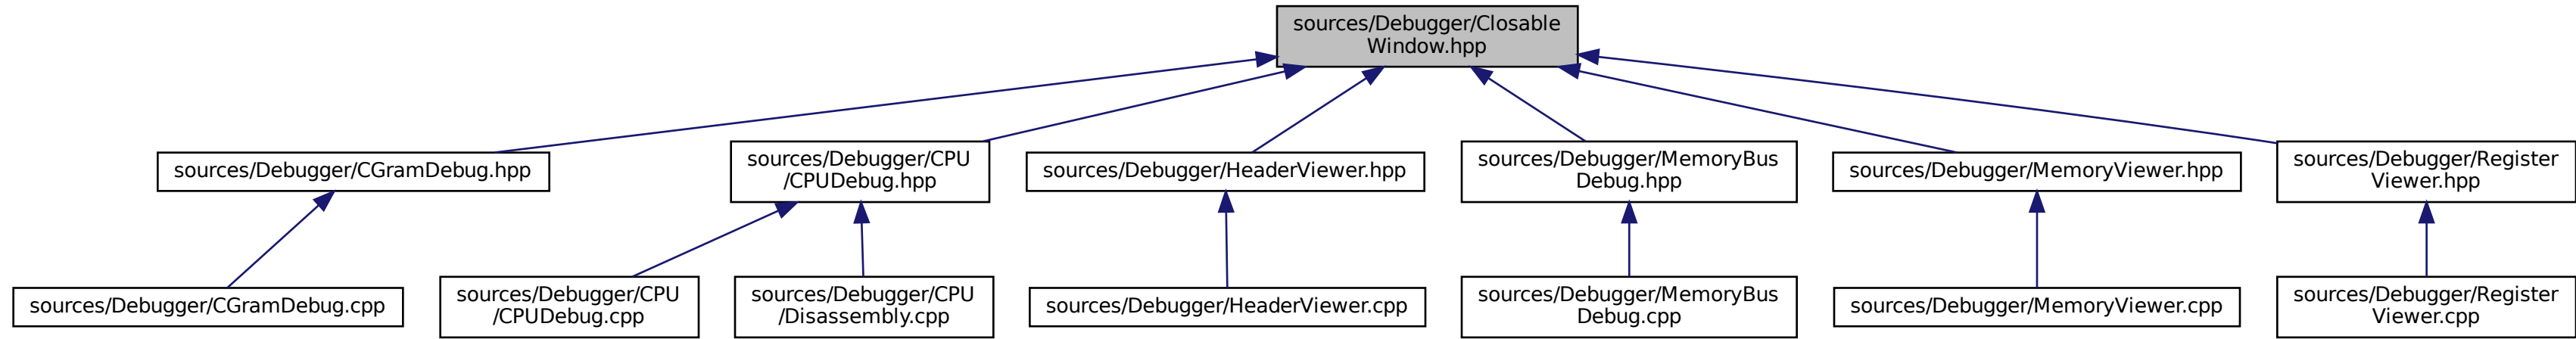 sources/Debugger/Closable
Window.hpp
sources/Debugger/CGramDebug.hpp
sources/Debugger/CPU
/CPUDebug.hpp
sources/Debugger/HeaderViewer.hpp
sources/Debugger/MemoryBus
Debug.hpp
sources/Debugger/MemoryViewer.hpp
sources/Debugger/Register
Viewer.hpp
sources/Debugger/CGramDebug.cpp
sources/Debugger/CPU
/CPUDebug.cpp
sources/Debugger/CPU
/Disassembly.cpp
sources/Debugger/HeaderViewer.cpp
sources/Debugger/MemoryBus
Debug.cpp
sources/Debugger/MemoryViewer.cpp
sources/Debugger/Register
Viewer.cpp